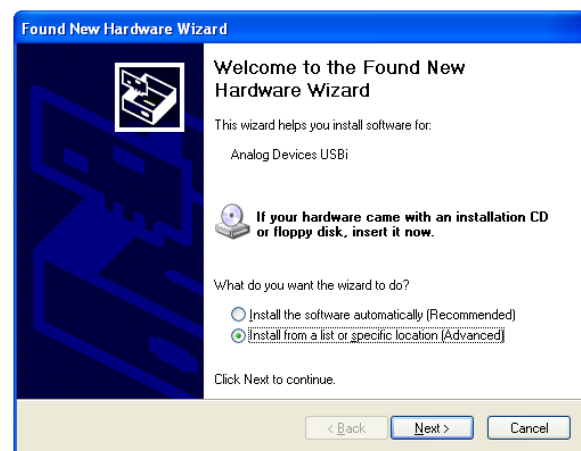 Found New Hardware Wizard
Welcome to the Found New
Hardware Wizard
This wizard helps you install software for:
Analog Devices USBi
If your hardware came with an installation CD
or floppy disk, insert it now.
What do you want the wizard to do?
Install the software automatically (Recommended)
Install from a list or specific location (Advanced)
Click Next to continue.
< Back Next > Cancel